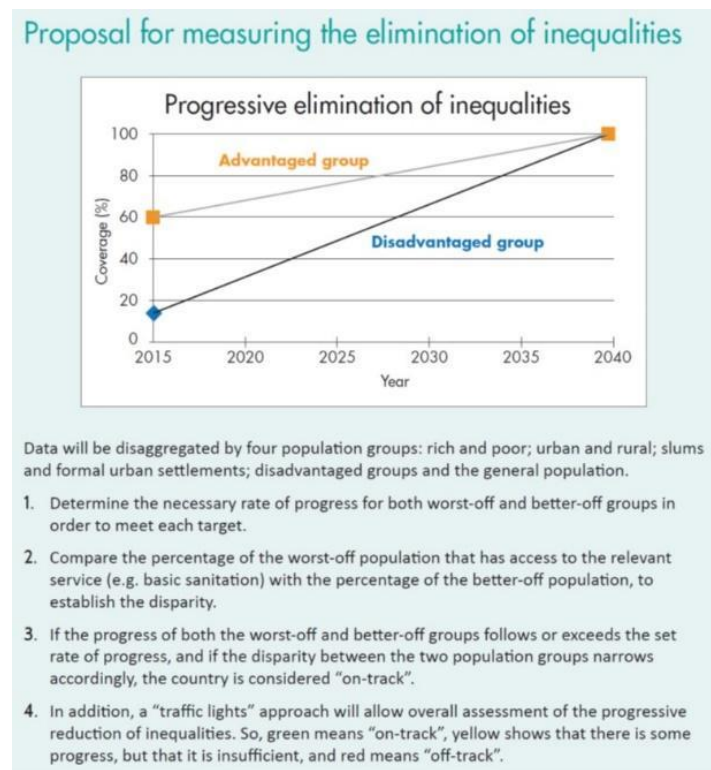 Proposal for measuring the elimination of inequalities
Progressive elimination of inequalities
100
80
60
40
20
0
Coverage (%)
Advantaged group
Disadvantaged group
2015 2020 2025 2030 2035 2040
Year
Data will be disaggregated by four population groups: rich and poor; urban and rural; slums
and formal urban settlements; disadvantaged groups and the general population.
1. Determine the necessary rate of progress for both worst-off and better-off groups in
order to meet each target.
2. Compare the percentage of the worst-off population that has access to the relevant
service (e.g. basic sanitation) with the percentage of the better-off population, to
establish the disparity.
3. If the progress of both the worst-off and better-off groups follows or exceeds the set
rate of progress, and if the disparity between the two population groups narrows
accordingly, the country is considered “on-track”.
4. In addition, a “traffic lights” approach will allow overall assessment of the progressive
reduction of inequalities. So, green means “on-track”, yellow shows that there is some
progress, but that it is insufficient, and red means “off-track”.